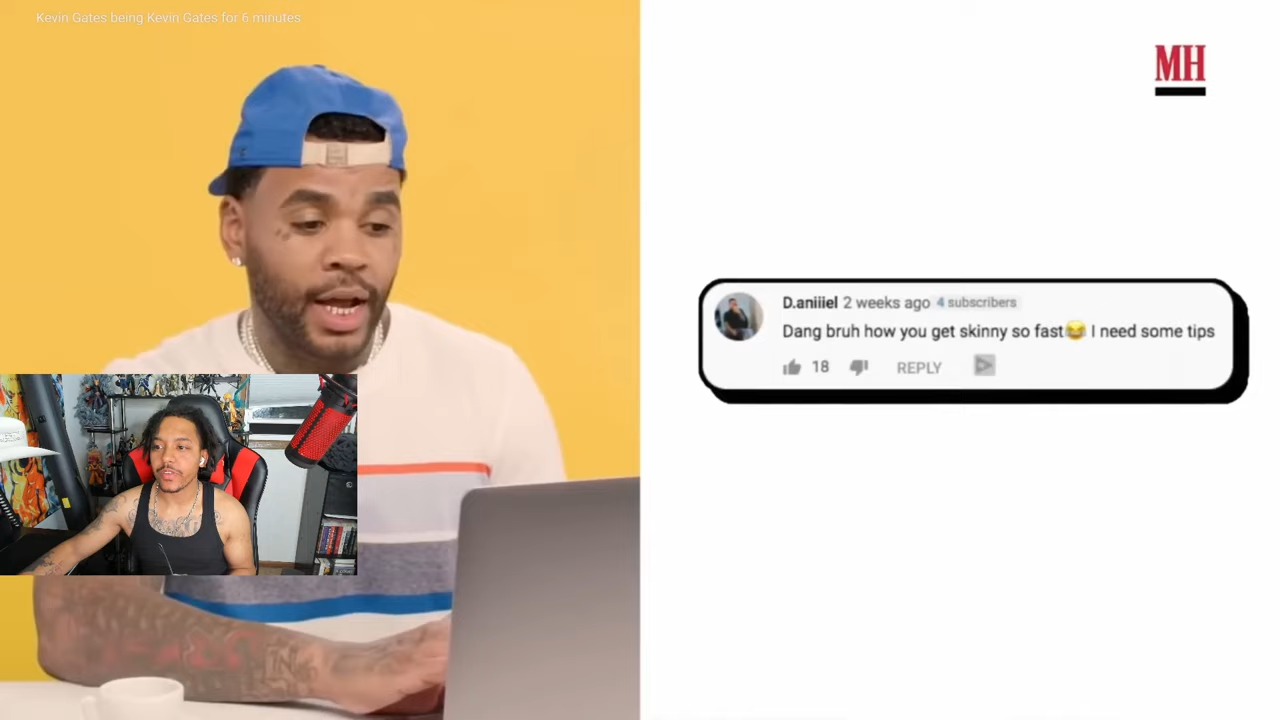 Kevin Gates being Kevin Gates for 6 minutes
MH
D.aniiiel 2 weeks ago 4 subscribers
Dang bruh how you get skinny so fast😂 I need some tips
18 REPLY